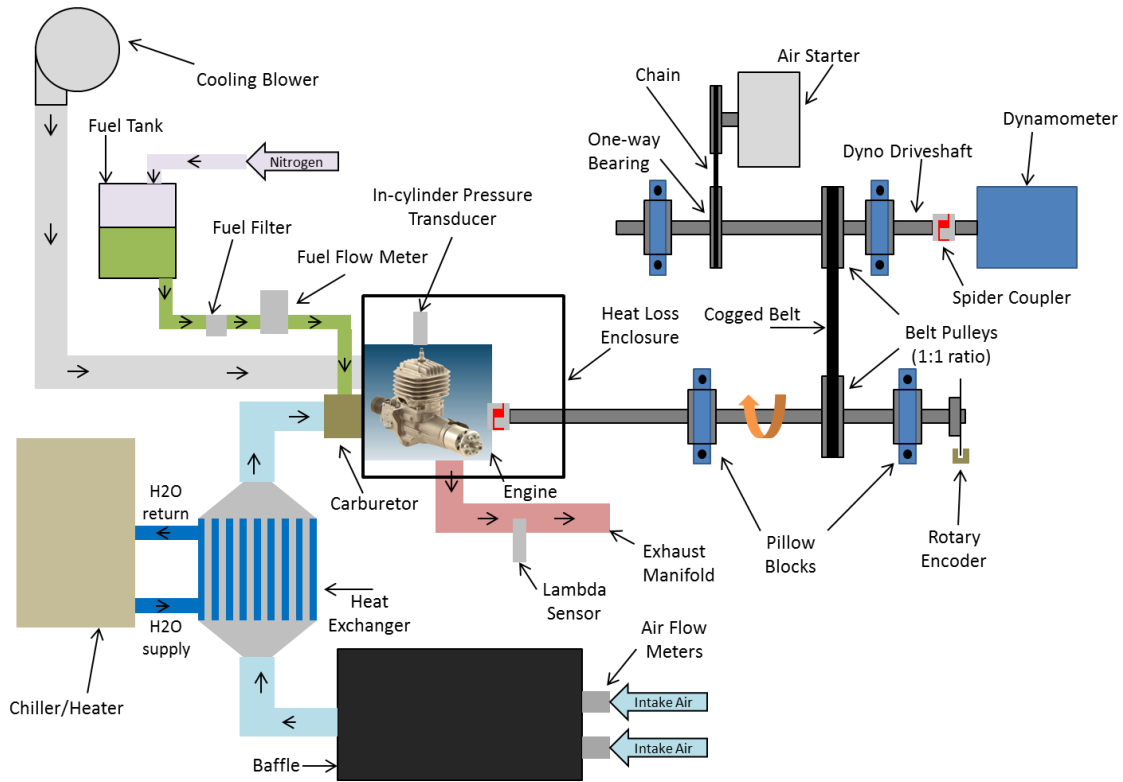 Cooling Blower
Air Starter
Chain
Fuel Tank
Nitrogen
One-way
Bearing
Dynamometer
Dyno Driveshaft
In-cylinder Pressure
Transducer
Fuel Filter
Fuel Flow Meter
Heat Loss
Enclosure
Cogged Belt
Spider Coupler
Belt Pulleys
(1:1 ratio)
H2O
return
Carburetor
Engine
Exhaust
Manifold
Pillow
Blocks
Rotary
Encoder
Lambda
Sensor
Heat
Exchanger
H2O
supply
Chiller/Heater
Air Flow
Meters
Intake Air
Intake Air
Baffle